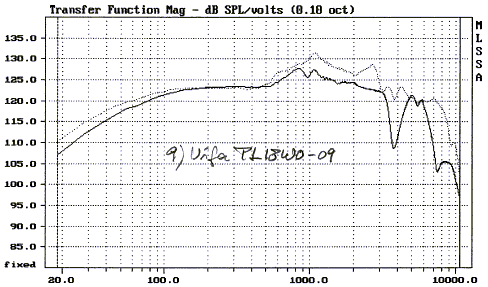 Transfer Function Mag - dB SPL/volts (0.10 oct)
MLSSA
135.0
130.0
125.0
120.0
115.0
110.0
105.0
100.0
95.0
90.0
85.0
9) Vifa PL18WO-09
fixed
20.0 100.0 1000.0 10000.0